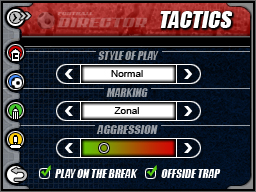 FOOTBALL
DIRECTOR
TACTICS
STYLE OF PLAY
Normal
MARKING
Zonal
AGGRESSION
PLAY ON THE BREAK
OFFSIDE TRAP